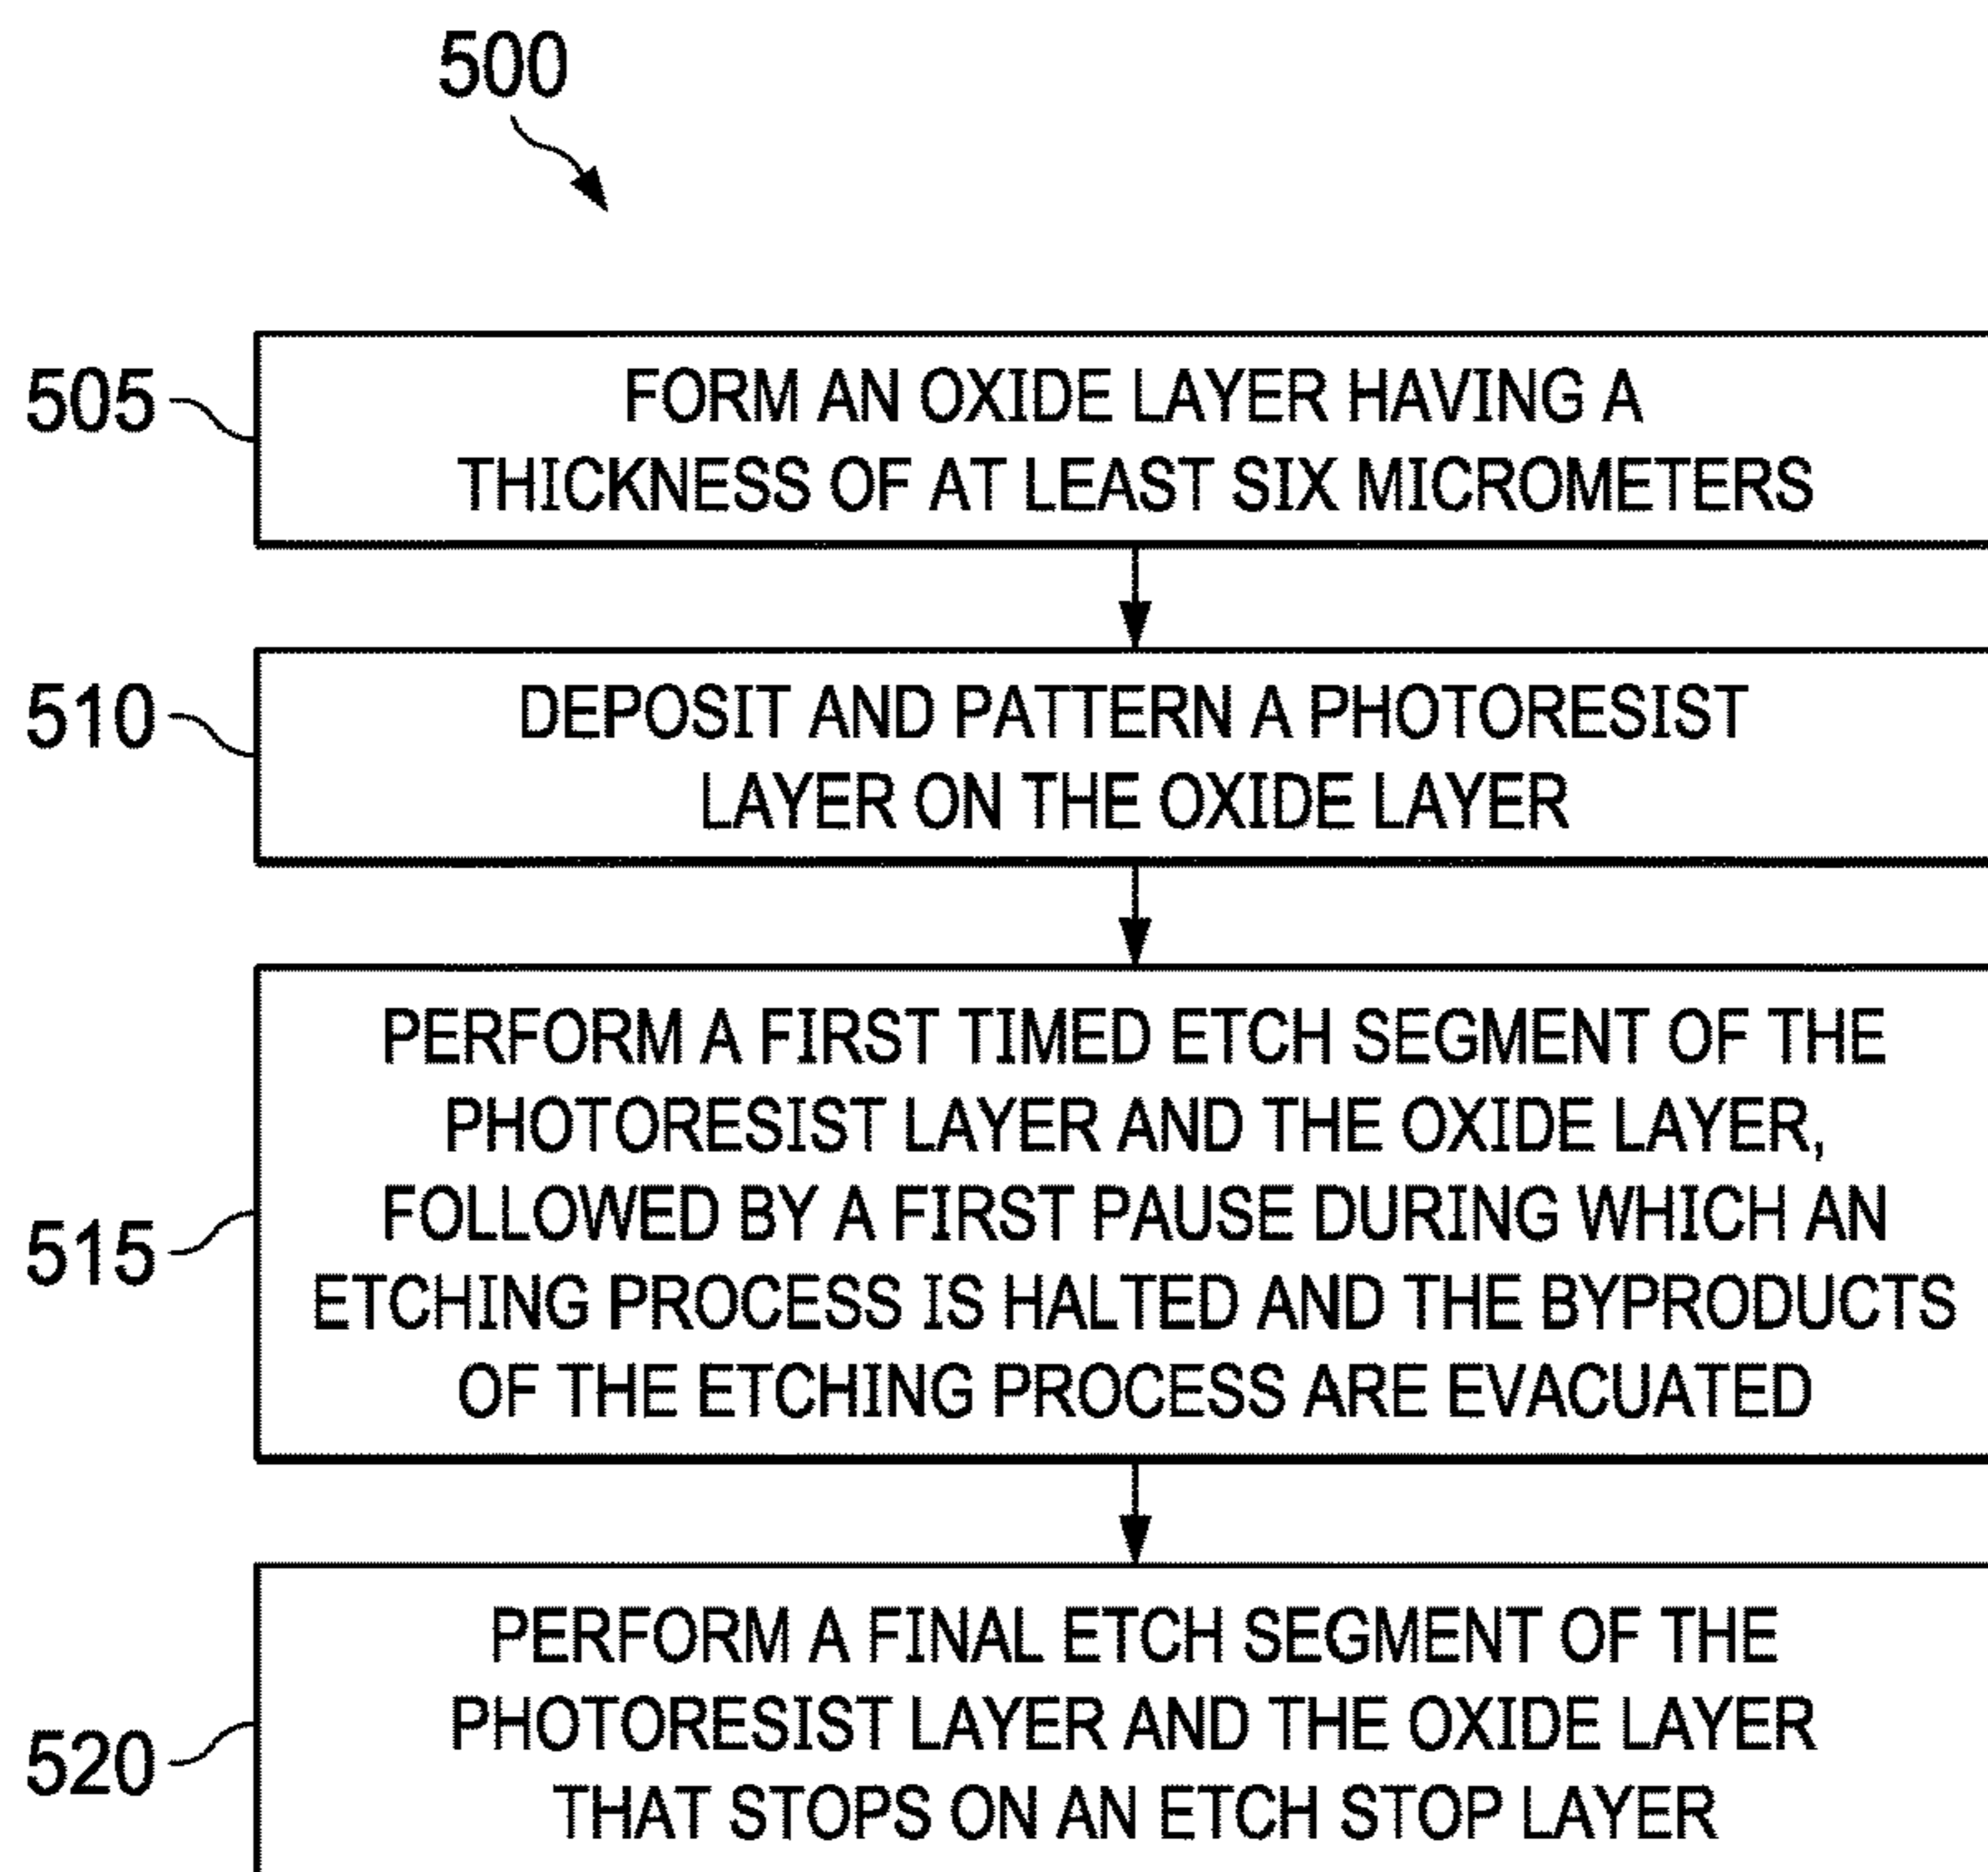 500
505
FORM AN OXIDE LAYER HAVING A
THICKNESS OF AT LEAST SIX MICROMETERS
510
DEPOSIT AND PATTERN A PHOTORESIST
LAYER ON THE OXIDE LAYER
515
PERFORM A FIRST TIMED ETCH SEGMENT OF THE
PHOTORESIST LAYER AND THE OXIDE LAYER,
FOLLOWED BY A FIRST PAUSE DURING WHICH AN
ETCHING PROCESS IS HALTED AND THE BYPRODUCTS
OF THE ETCHING PROCESS ARE EVACUATED
520
PERFORM A FINAL ETCH SEGMENT OF THE
PHOTORESIST LAYER AND THE OXIDE LAYER
THAT STOPS ON AN ETCH STOP LAYER